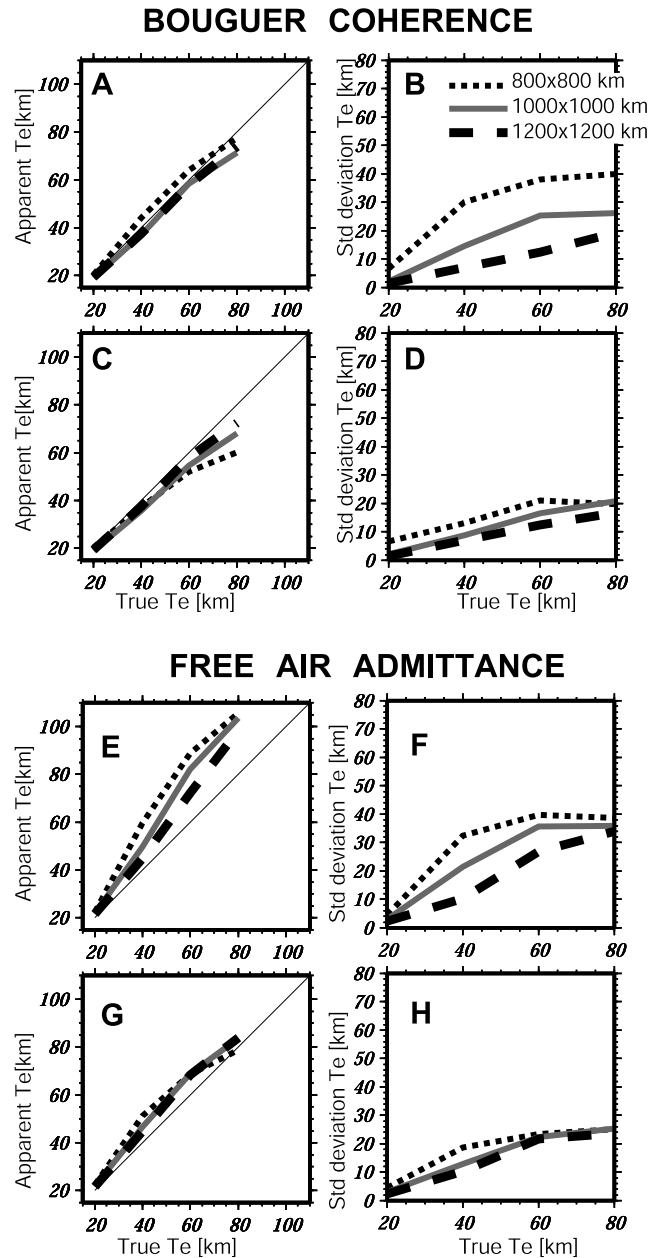 BOUGUER COHERENCE
A
Apparent Te[km]
100
80
60
40
20
20 40 60 80 100
B
Std deviation Te [km]
80
70
60
50
40
30
20
10
0
20 40 60 80
800x800 km
1000x1000 km
1200x1200 km
C
Apparent Te[km]
100
80
60
40
20
20 40 60 80 100
True Te [km]
D
Std deviation Te [km]
80
70
60
50
40
30
20
10
0
20 40 60 80
True Te [km]
FREE AIR ADMITTANCE
E
Apparent Te[km]
100
80
60
40
20
20 40 60 80 100
F
Std deviation Te [km]
80
70
60
50
40
30
20
10
0
20 40 60 80
G
Apparent Te[km]
100
80
60
40
20
20 40 60 80 100
True Te [km]
H
Std deviation Te [km]
80
70
60
50
40
30
20
10
0
20 40 60 80
True Te [km]